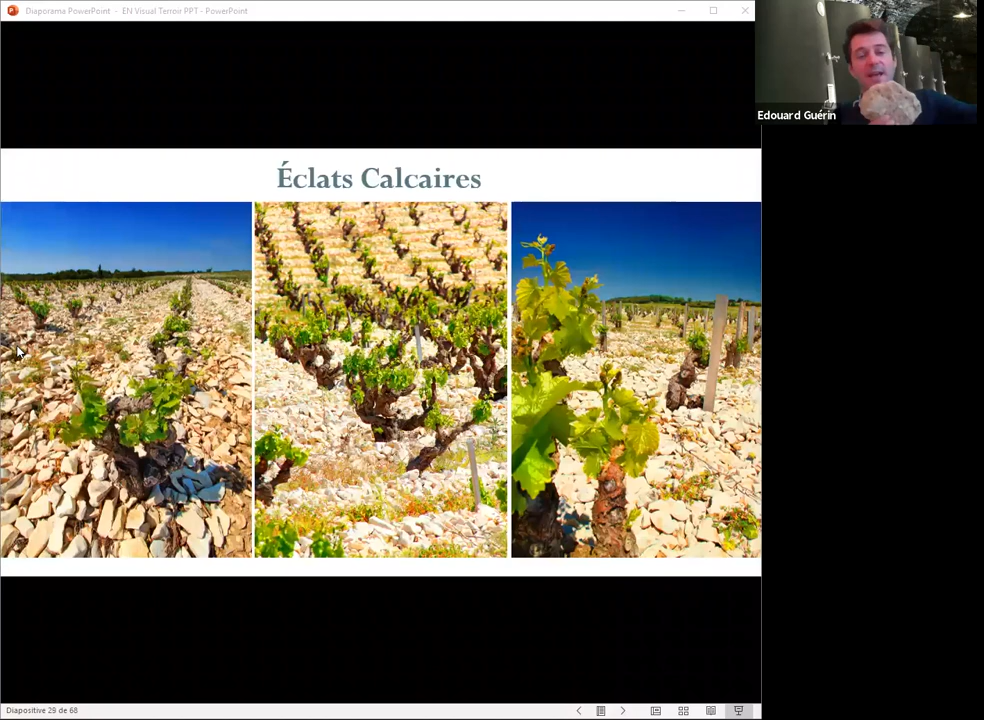 Diaporama PowerPoint - EN Visual Terroir PPT - PowerPoint
Edouard Guérin
Éclats Calcaires
Diapositive 29 de 68